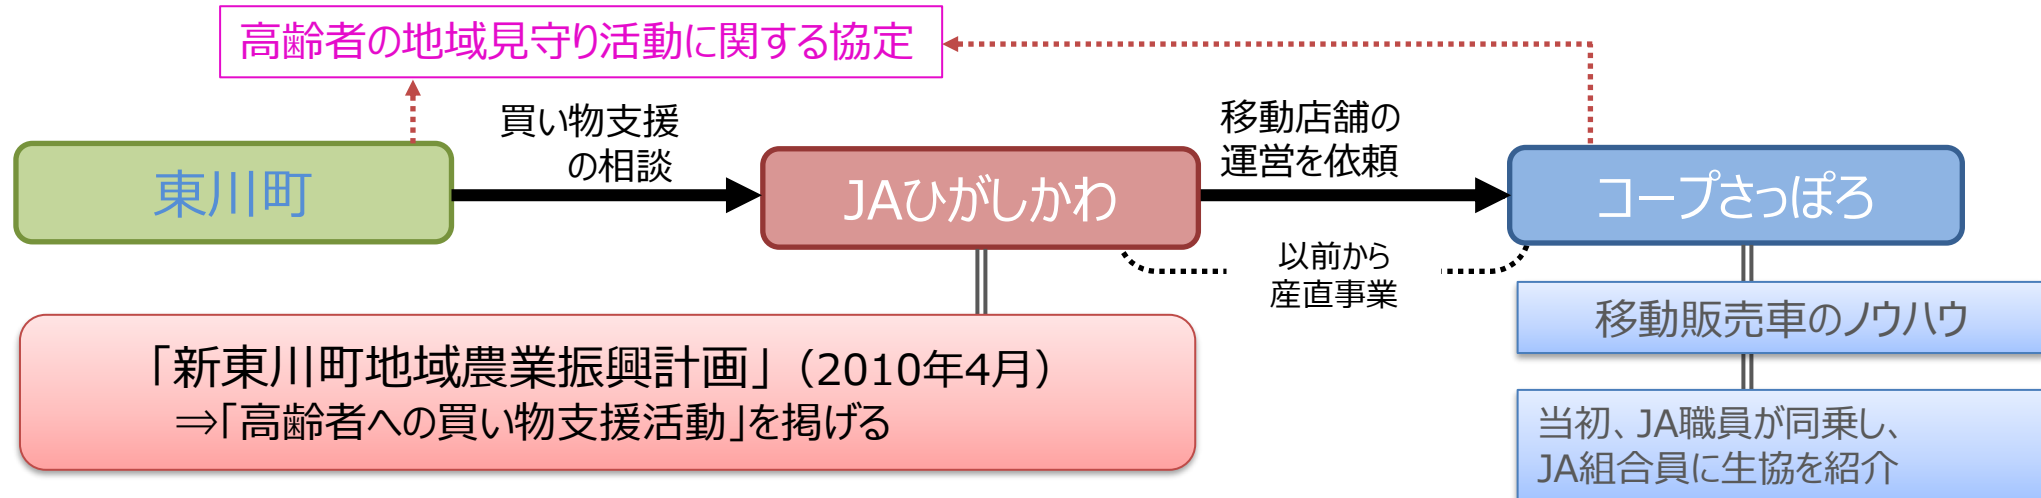 高齢者の地域見守り活動に関する協定
買い物支援
の相談
移動店舗の
運営を依頼
東川町
JAひがしかわ
コープさっぽろ
以前から
産直事業
「新東川町地域農業振興計画」（2010年4月）
⇒「高齢者への買い物支援活動」を掲げる
移動販売車のノウハウ
当初、JA職員が同乗し、
JA組合員に生協を紹介